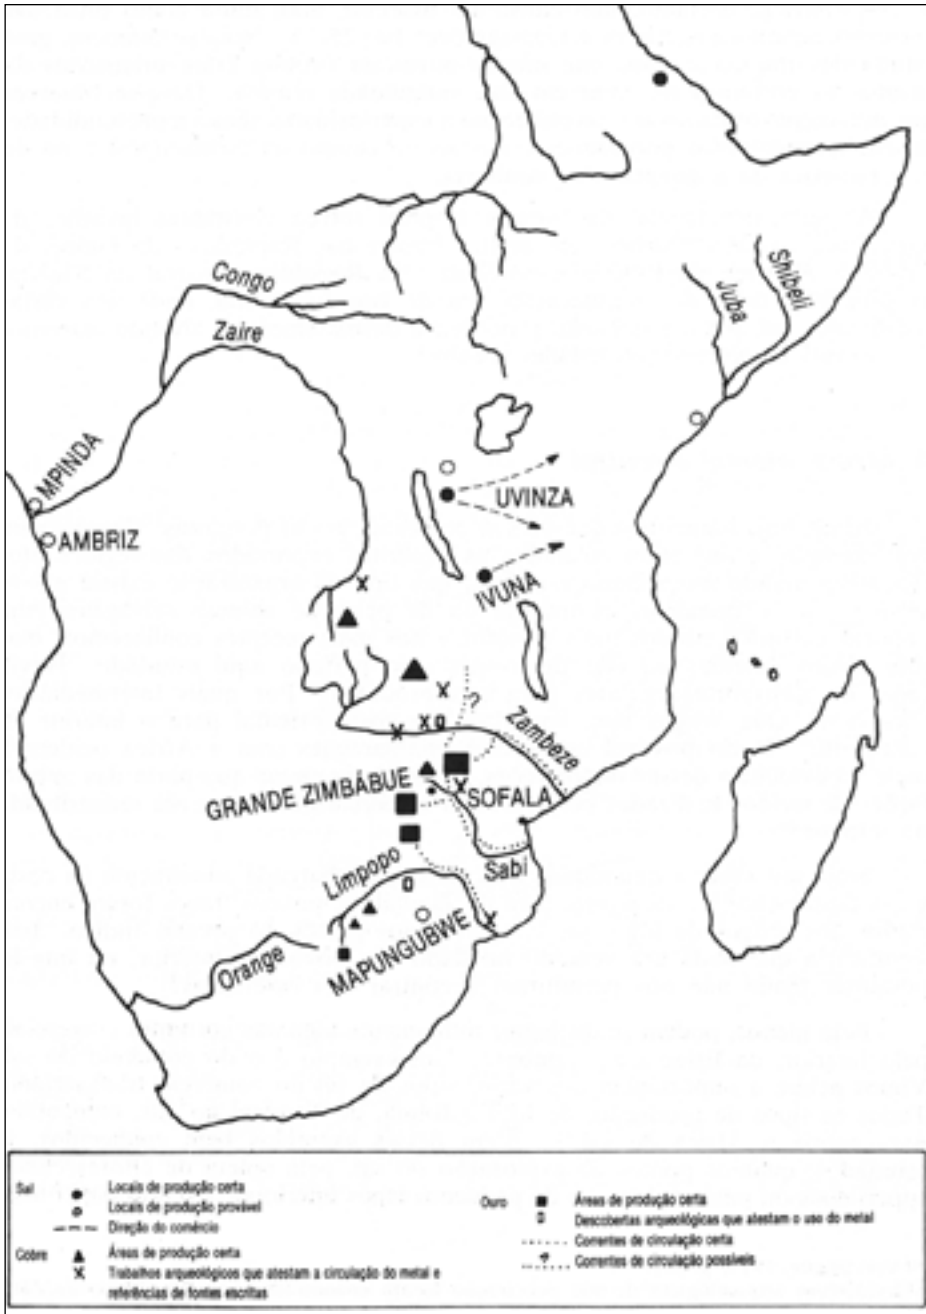 Congo
Zaire
Juba
Shibeli
MPINDA
AMBRIZ
UVINZA
IVUNA
?
Zambeze
GRANDE ZIMBÁBUE
SOFALA
Sabi
Limpopo
MAPUNGUBWE
Orange
Sal
Locais de produção certa
Locais de produção provável
Direção do comércio
Cobre
Áreas de produção certa
Trabalhos arqueológicos que atestam a circulação do metal e
referências de fontes escritas
Ouro
Áreas de produção certa
Descobertas arqueológicas que atestam o uso do metal
Correntes de circulação certa
? Correntes de circulação possíveis